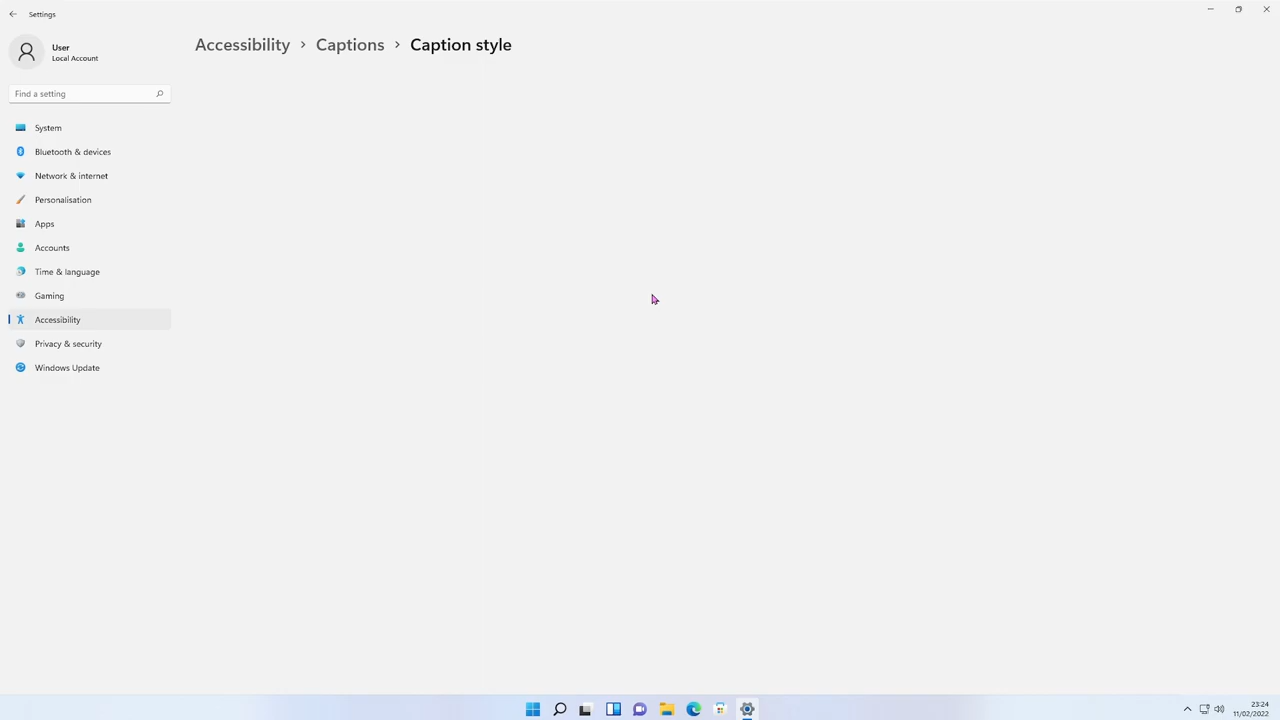 Settings
User
Local Account
Find a setting
System
Bluetooth & devices
Network & internet
Personalisation
Apps
Accounts
Time & language
Gaming
Accessibility
Privacy & security
Windows Update
Accessibility > Captions > Caption style
23:24
11/02/2022